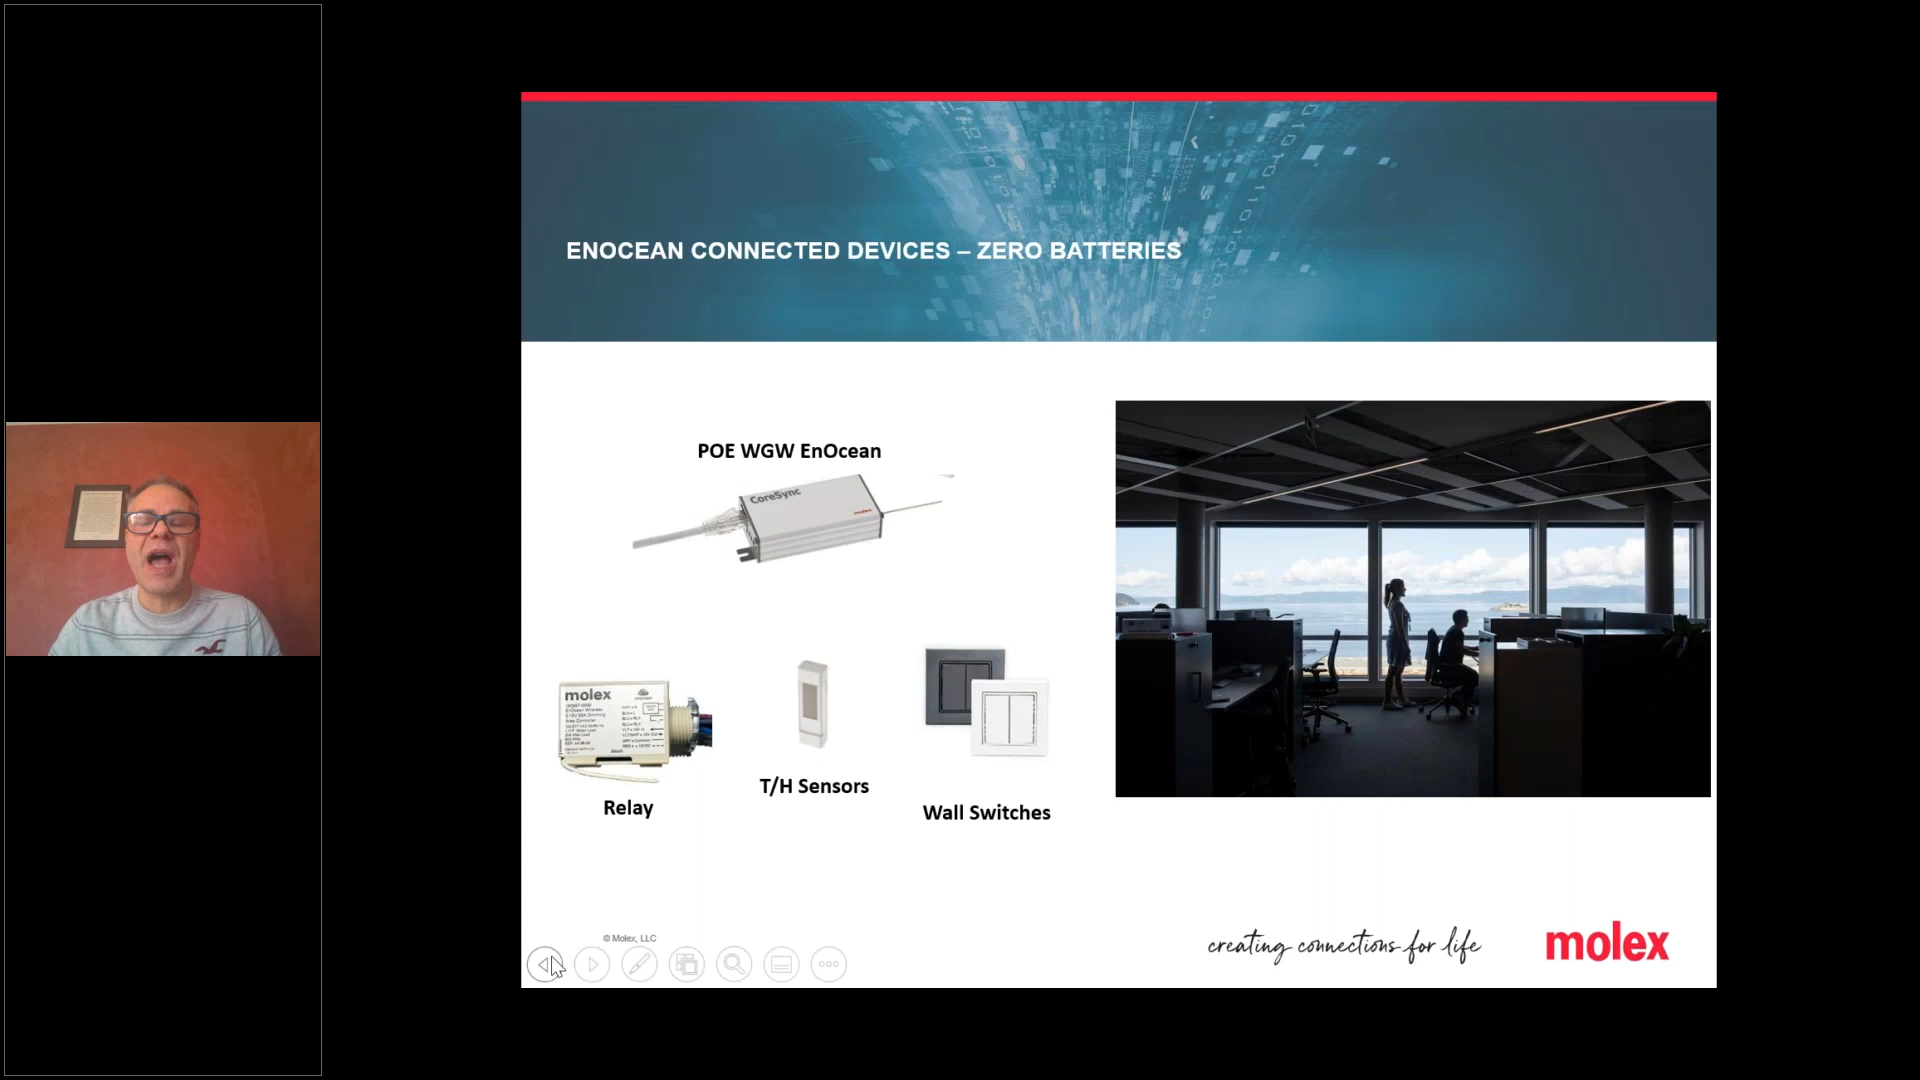 ENOCEAN CONNECTED DEVICES – ZERO BATTERIES
POE WGW EnOcean
CoreSync
molex
molex
Relay
T/H Sensors
Wall Switches
© Molex, LLC
creating connections for life
molex